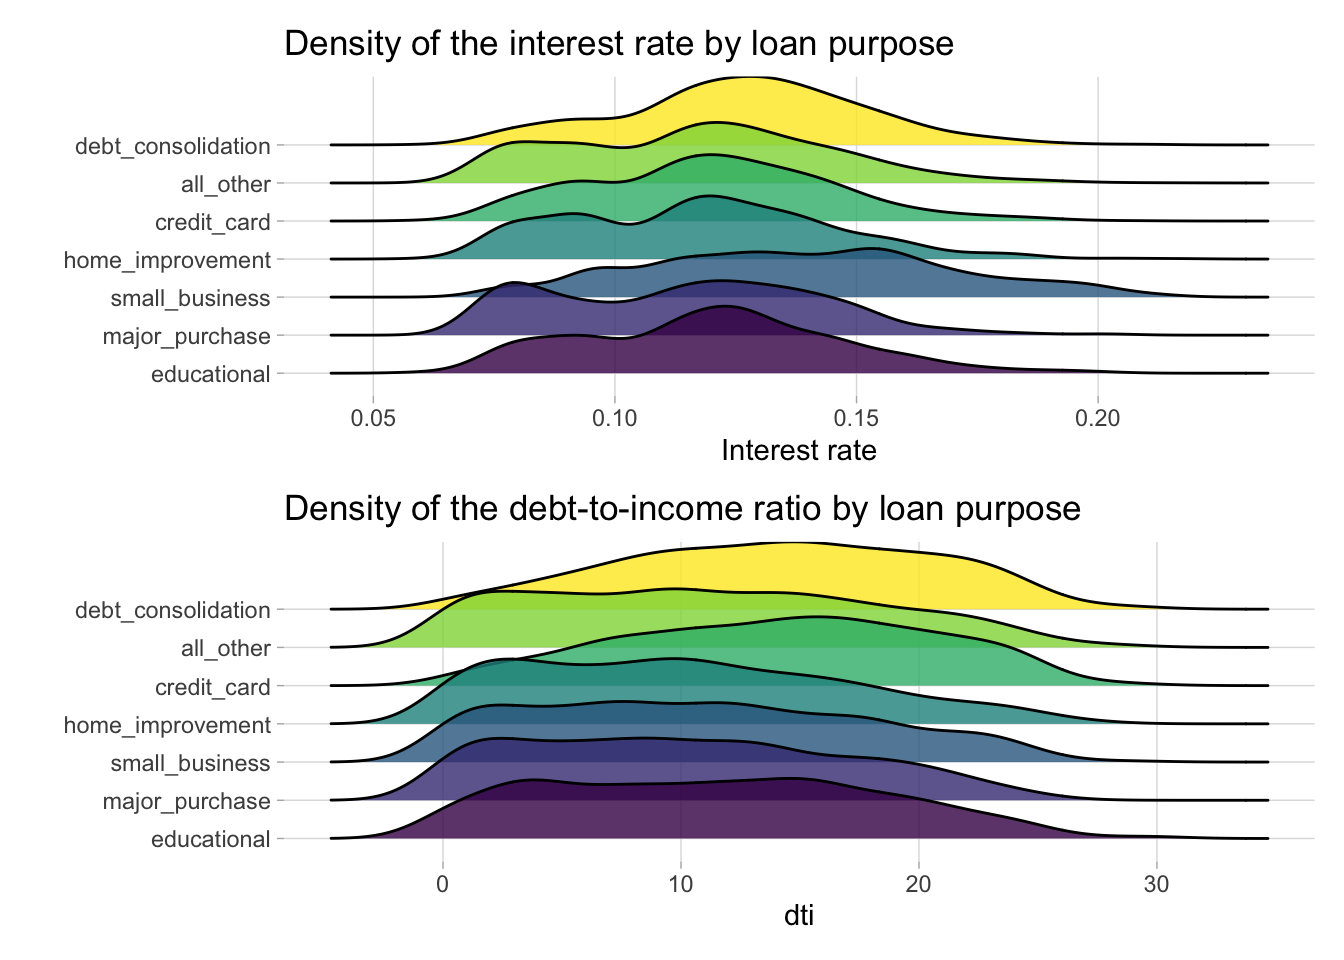 Density of the interest rate by loan purpose
debt_consolidation
all_other
credit_card
home_improvement
small_business
major_purchase
educational
0.05 0.10 0.15 0.20
Interest rate
Density of the debt-to-income ratio by loan purpose
debt_consolidation
all_other
credit_card
home_improvement
small_business
major_purchase
educational
0 10 20 30
dti